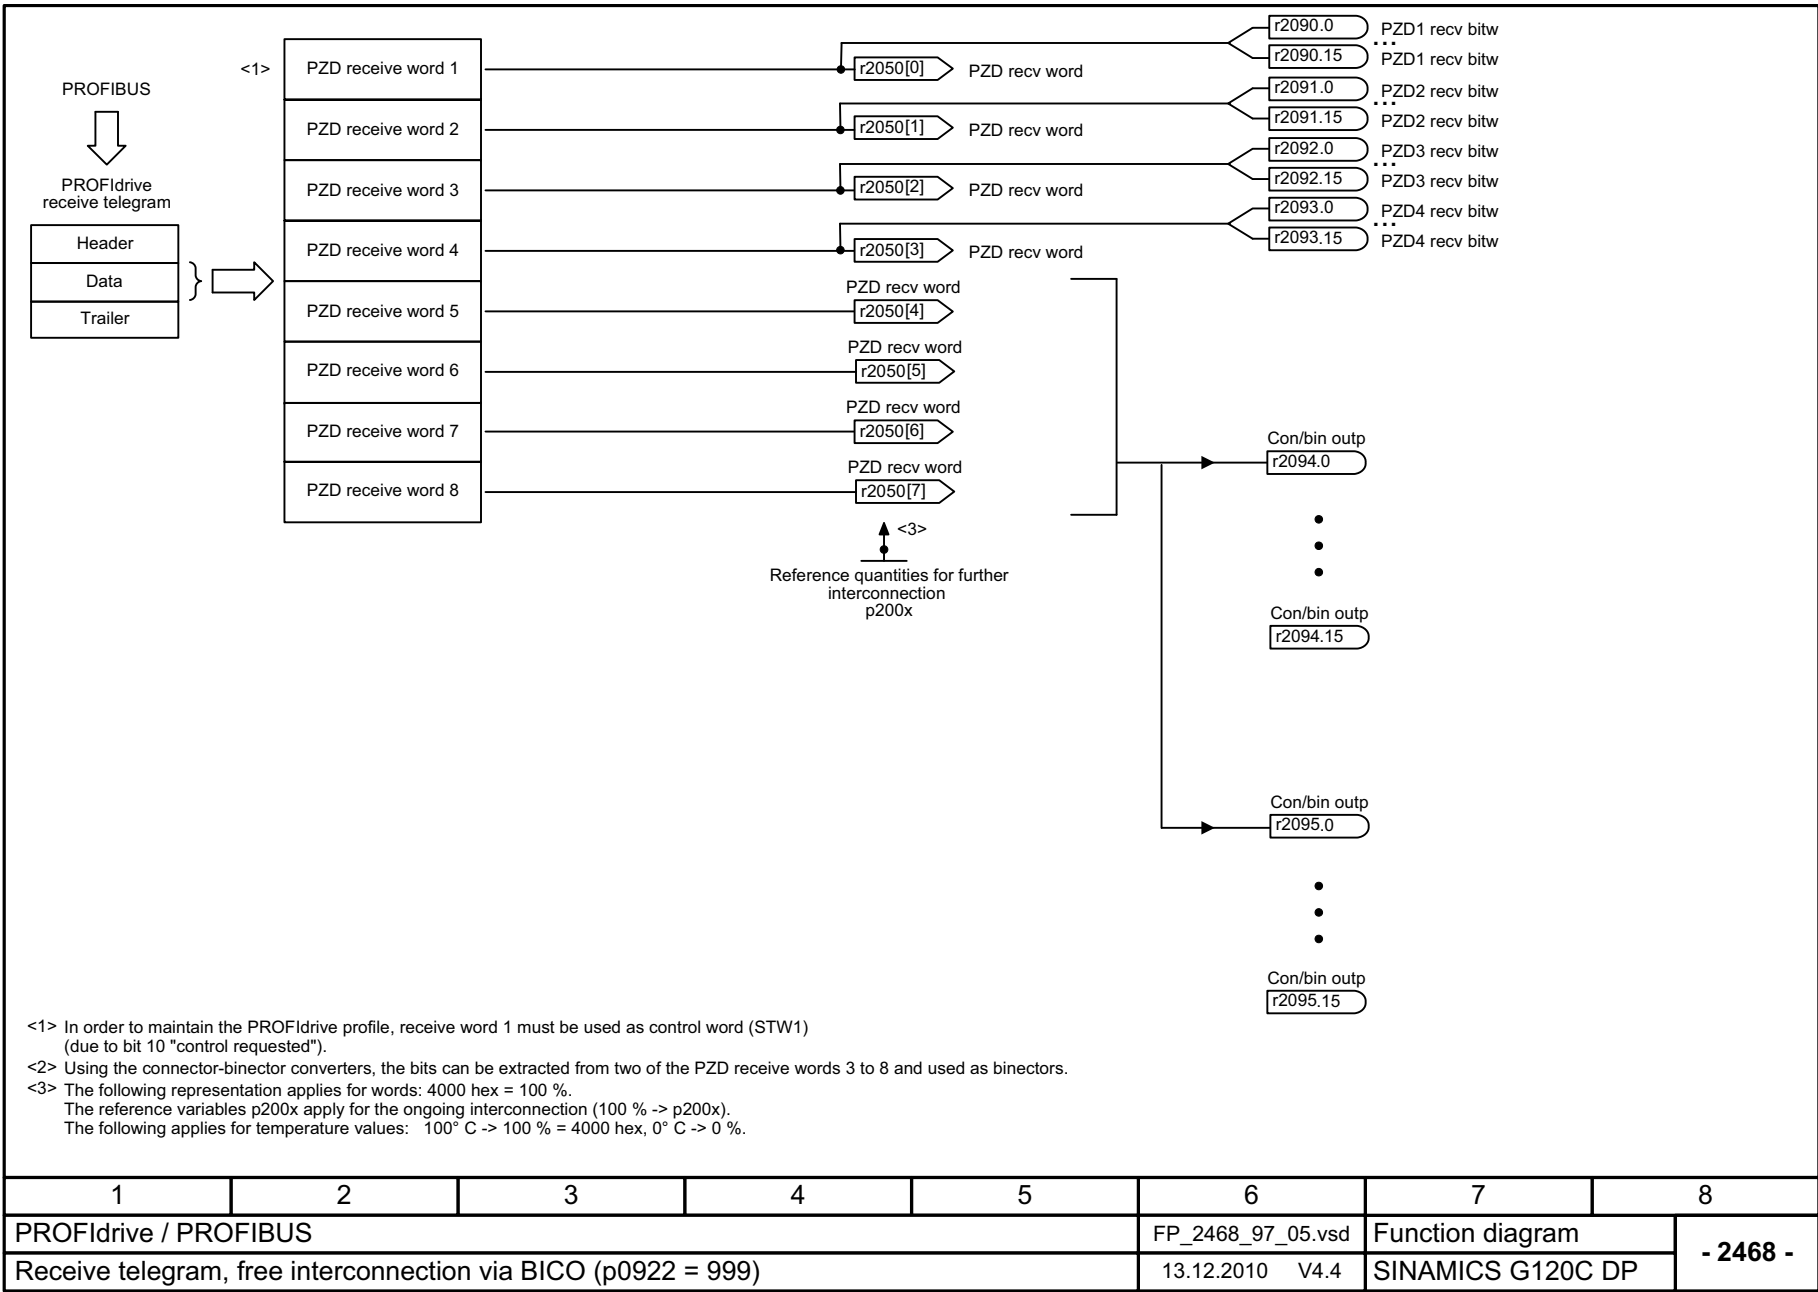 PROFIBUS
PROFIdrive
receive telegram
Header
Data
Trailer
<1>
PZD receive word 1
PZD receive word 2
PZD receive word 3
PZD receive word 4
PZD receive word 5
PZD receive word 6
PZD receive word 7
PZD receive word 8
r2050[0] PZD recv word
r2050[1] PZD recv word
r2050[2] PZD recv word
r2050[3] PZD recv word
PZD recv word
r2050[4]
PZD recv word
r2050[5]
PZD recv word
r2050[6]
PZD recv word
r2050[7]
<3>
Reference quantities for further
interconnection
p200x
r2090.0 PZD1 recv bitw
...
r2090.15 PZD1 recv bitw
r2091.0 PZD2 recv bitw
...
r2091.15 PZD2 recv bitw
r2092.0 PZD3 recv bitw
...
r2092.15 PZD3 recv bitw
r2093.0 PZD4 recv bitw
...
r2093.15 PZD4 recv bitw
Con/bin outp
r2094.0
Con/bin outp
r2094.15
Con/bin outp
r2095.0
Con/bin outp
r2095.15
<1> In order to maintain the PROFIdrive profile, receive word 1 must be used as control word (STW1)
(due to bit 10 "control requested").
<2> Using the connector-binector converters, the bits can be extracted from two of the PZD receive words 3 to 8 and used as binectors.
<3> The following representation applies for words: 4000 hex = 100 %.
The reference variables p200x apply for the ongoing interconnection (100 % -> p200x).
The following applies for temperature values: 100° C -> 100 % = 4000 hex, 0° C -> 0 %.
1 2 3 4 5 6 7 8
PROFIdrive / PROFIBUS FP_2468_97_05.vsd Function diagram
- 2468 -
Receive telegram, free interconnection via BICO (p0922 = 999) 13.12.2010 V4.4 SINAMICS G120C DP